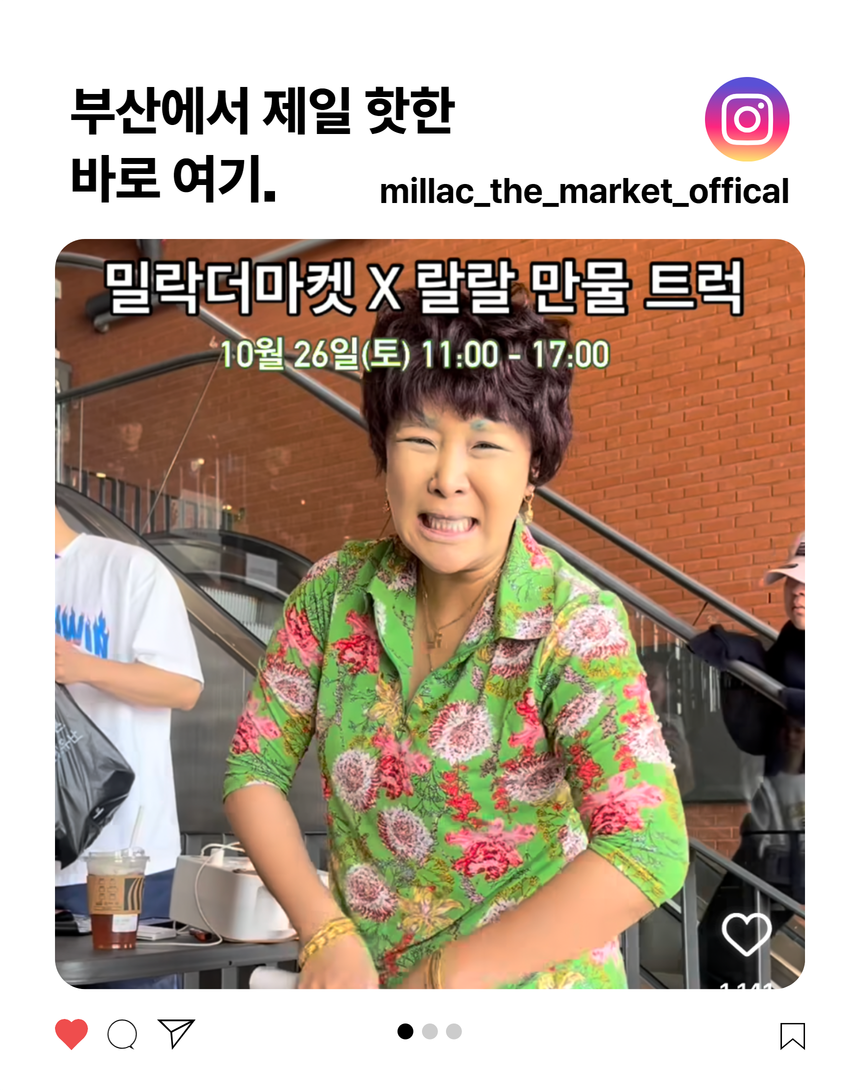 부산에서 제일 핫한
바로 여기.
millac_the_market_offical
밀락더마켓 X 랄랄 만물 트럭
10월 26일(토) 11:00 - 17:00